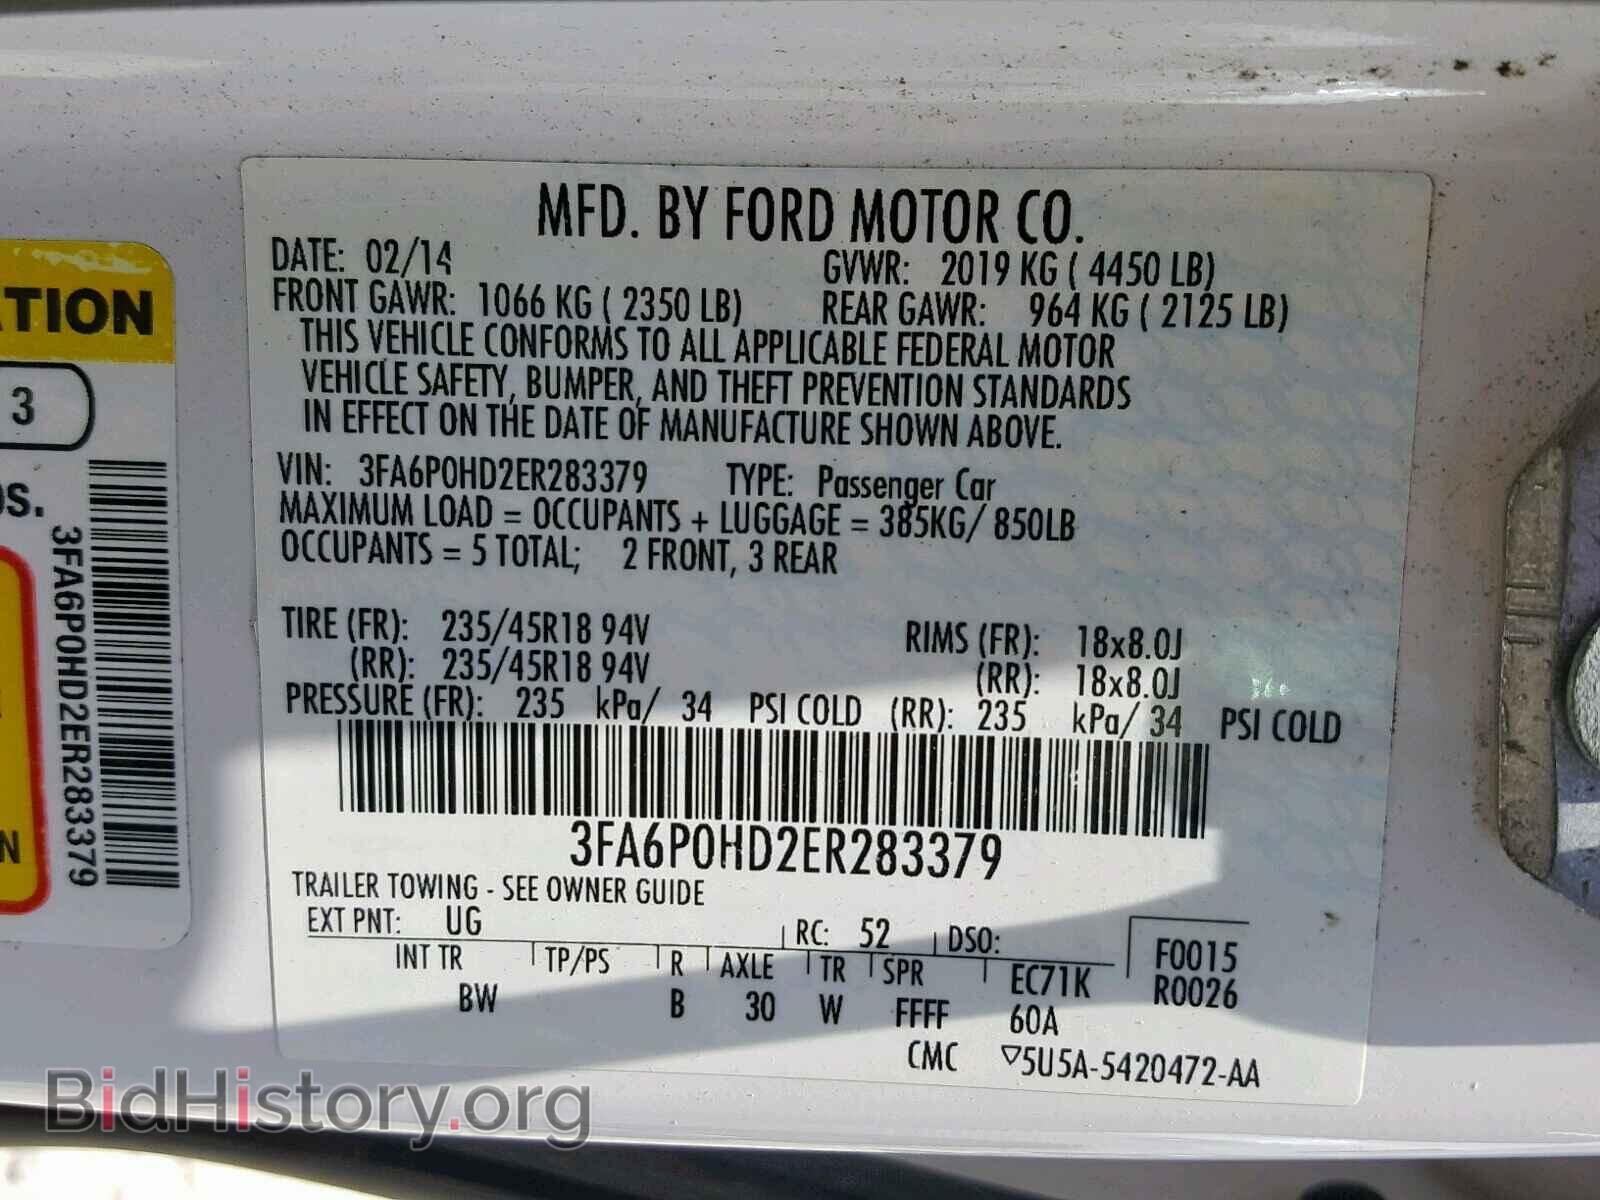 MFD. BY FORD MOTOR CO.
DATE: 02/14 GVWR: 2019 KG ( 4450 LB)
FRONT GAWR: 1066 KG ( 2350 LB) REAR GAWR: 964 KG ( 2125 LB)
THIS VEHICLE CONFORMS TO ALL APPLICABLE FEDERAL MOTOR
VEHICLE SAFETY, BUMPER, AND THEFT PREVENTION STANDARDS
IN EFFECT ON THE DATE OF MANUFACTURE SHOWN ABOVE.
VIN: 3FA6P0HD2ER283379 TYPE: Passenger Car
MAXIMUM LOAD = OCCUPANTS + LUGGAGE = 385KG/ 850LB
OCCUPANTS = 5 TOTAL; 2 FRONT, 3 REAR
TIRE (FR): 235/45R18 94V RIMS (FR): 18x8.0J
(RR): 235/45R18 94V (RR): 18x8.0J
PRESSURE (FR): 235 kPa/ 34 PSI COLD (RR): 235 kPa/ 34 PSI COLD
3FA6P0HD2ER283379
TRAILER TOWING - SEE OWNER GUIDE
EXT PNT: UG RC: 52 DSO: F0015
INT TR TP/PS R AXLE TR SPR EC71K R0026
BW B 30 W FFFF 60A
CMC ▽5U5A-5420472-AA
ATION
3
3FA6P0HD2ER283379
BidHistory.org